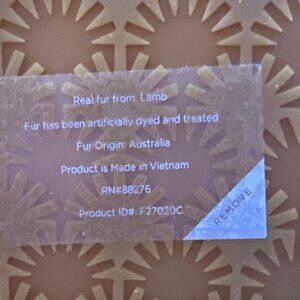 Real fur from: Lamb
Fur has been artificially dyed and treated
Fur Origin: Australia
Product is Made in Vietnam
RN#88276
Product ID#: F27020C
REMOVE